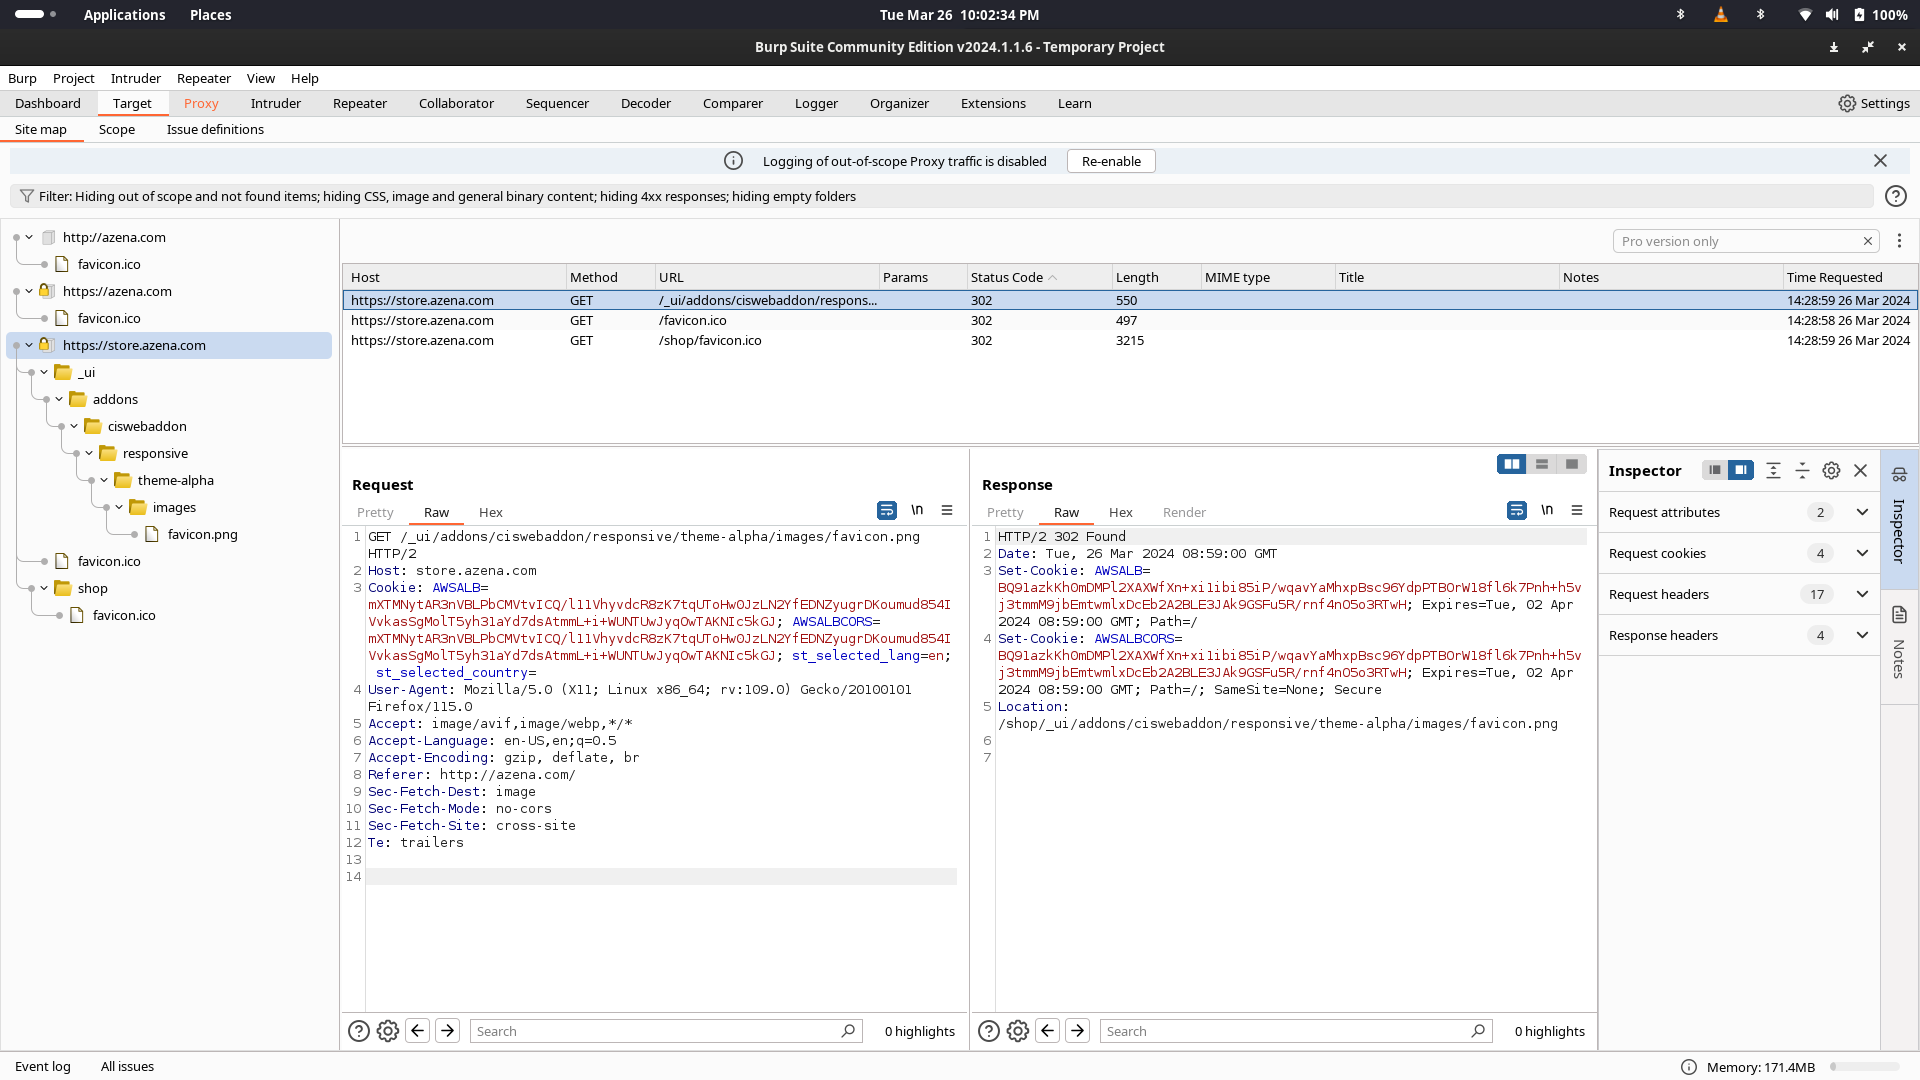 Applications Places Tue Mar 26 10:02:34 PM 100%
Burp Suite Community Edition v2024.1.1.6 - Temporary Project
Burp Project Intruder Repeater View Help
Dashboard Target Proxy Intruder Repeater Collaborator Sequencer Decoder Comparer Logger Organizer Extensions Learn Settings
Site map Scope Issue definitions
Logging of out-of-scope Proxy traffic is disabled Re-enable
Filter: Hiding out of scope and not found items; hiding CSS, image and general binary content; hiding 4xx responses; hiding empty folders
http://azena.com
favicon.ico
https://azena.com
favicon.ico
https://store.azena.com
_ui
addons
ciswebaddon
responsive
theme-alpha
images
favicon.png
favicon.ico
shop
favicon.ico
Pro version only
Host Method URL Params Status Code Length MIME type Title Notes Time Requested
https://store.azena.com GET /_ui/addons/ciswebaddon/respons... 302 550 14:28:59 26 Mar 2024
https://store.azena.com GET /favicon.ico 302 497 14:28:58 26 Mar 2024
https://store.azena.com GET /shop/favicon.ico 302 3215 14:28:59 26 Mar 2024
Request
Pretty Raw Hex \n
1 GET /_ui/addons/ciswebaddon/responsive/theme-alpha/images/favicon.png
HTTP/2
2 Host: store.azena.com
3 Cookie: AWSALB=
mXTMNytAR3nVBLPbCMVtvICQ/l11VhyvdcR8zK7tqUToHw0JzLN2YfEDNZyugrDKoumud854I
VvkasSgMolT5yh31aYd7dsAtmmL+i+WUNTUwJyqOwTAKNIc5kGJ; AWSALBCORS=
mXTMNytAR3nVBLPbCMVtvICQ/l11VhyvdcR8zK7tqUToHw0JzLN2YfEDNZyugrDKoumud854I
VvkasSgMolT5yh31aYd7dsAtmmL+i+WUNTUwJyqOwTAKNIc5kGJ; st_selected_lang=en;
st_selected_country=
4 User-Agent: Mozilla/5.0 (X11; Linux x86_64; rv:109.0) Gecko/20100101
Firefox/115.0
5 Accept: image/avif,image/webp,*/*
6 Accept-Language: en-US,en;q=0.5
7 Accept-Encoding: gzip, deflate, br
8 Referer: http://azena.com/
9 Sec-Fetch-Dest: image
10 Sec-Fetch-Mode: no-cors
11 Sec-Fetch-Site: cross-site
12 Te: trailers
13
14
Search 0 highlights
Response
Pretty Raw Hex Render \n
1 HTTP/2 302 Found
2 Date: Tue, 26 Mar 2024 08:59:00 GMT
3 Set-Cookie: AWSALB=
BQ91azkKh0mDMPl2XAXWfXn+xi1ibi85iP/wqavYaMhxpBsc96YdpPTBOrW18fl6k7Pnh+h5v
j3tmmM9jbEmtwmlxDcEb2A2BLE3JAk9GSFu5R/rnf4nO5o3RTwH; Expires=Tue, 02 Apr
2024 08:59:00 GMT; Path=/
4 Set-Cookie: AWSALBCORS=
BQ91azkKh0mDMPl2XAXWfXn+xi1ibi85iP/wqavYaMhxpBsc96YdpPTBOrW18fl6k7Pnh+h5v
j3tmmM9jbEmtwmlxDcEb2A2BLE3JAk9GSFu5R/rnf4nO5o3RTwH; Expires=Tue, 02 Apr
2024 08:59:00 GMT; Path=/; SameSite=None; Secure
5 Location:
/shop/_ui/addons/ciswebaddon/responsive/theme-alpha/images/favicon.png
6
7
Search 0 highlights
Inspector
Request attributes 2
Request cookies 4
Request headers 17
Response headers 4
Inspector
Notes
Event log All issues Memory: 171.4MB